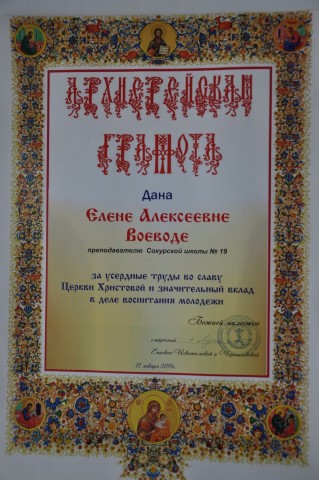 АРХИЕРЕЙСКАЯ
ГРАМОТА
Дана
Елене Алексеевне
Воеводе
преподавателю Сокурской школы № 19
за усердные труды во славу
Церкви Христовой и значительный вклад
в деле воспитания молодежи
Божией милостию
смиренный
Епископ Искитимский и Черепановский